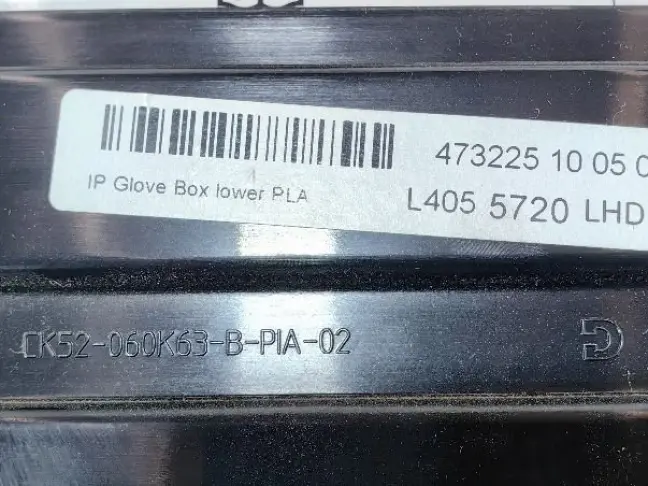 473225 10 05 0
IP Glove Box lower PLA
L405 5720 LHD
CK52-060K63-B-PIA-02